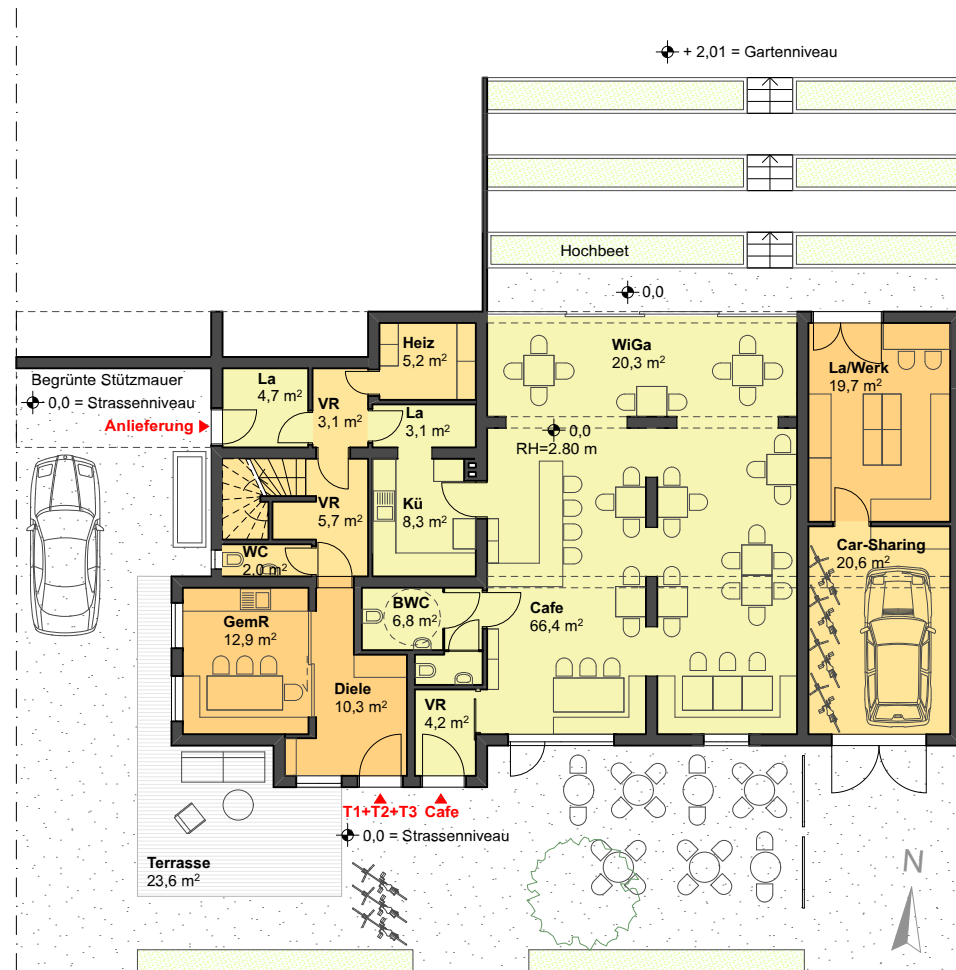 + 2,01 = Gartenniveau
Hochbeet
0,0
Heiz
5,2 m²
WiGa
20,3 m²
La/Werk
19,7 m²
Begrünte Stützmauer
0,0 = Strassenniveau
Anlieferung
La
4,7 m²
VR
3,1 m²
La
3,1 m²
0,0
RH=2.80 m
VR
5,7 m²
Kü
8,3 m²
WC
2,0 m²
Car-Sharing
20,6 m²
GemR
12,9 m²
BWC
6,8 m²
Cafe
66,4 m²
Diele
10,3 m²
VR
4,2 m²
T1+T2+T3 Cafe
0,0 = Strassenniveau
Terrasse
23,6 m²
N